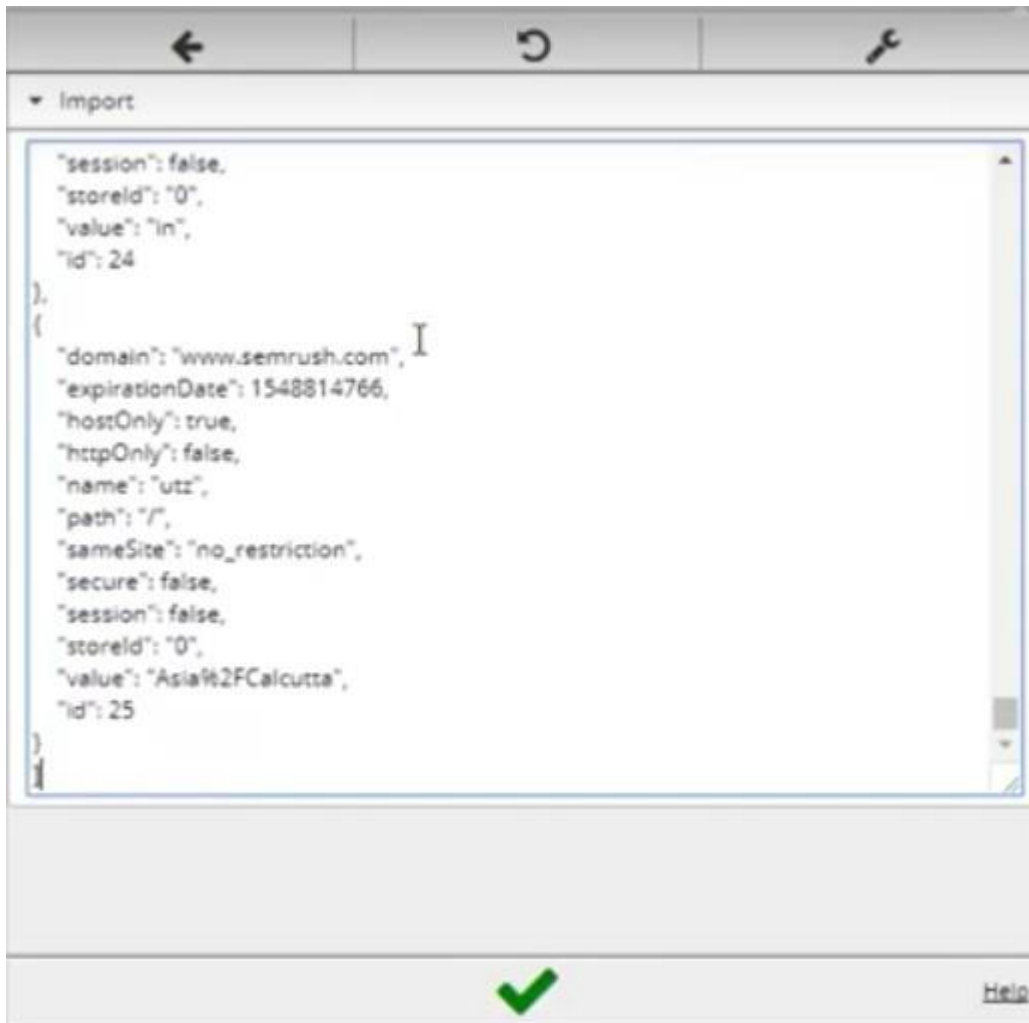 Import
"session": false,
"storeId": "0",
"value": "in",
"id": 24
},
{
"domain": "www.semrush.com",
"expirationDate": 1548814766,
"hostOnly": true,
"httpOnly": false,
"name": "utz",
"path": "/",
"sameSite": "no_restriction",
"secure": false,
"session": false,
"storeId": "0",
"value": "Asia%2FCalcutta",
"id": 25
}
]
Help